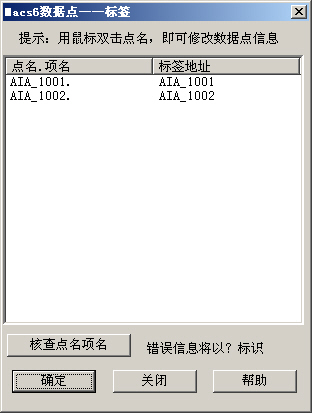 macs6数据点——标签
提示: 用鼠标双击点名，即可修改数据点信息
点名.项名 标签地址
AIA_1001. AIA_1001
AIA_1002. AIA_1002
核查点名项名 错误信息将以? 标识
确定 关闭 帮助